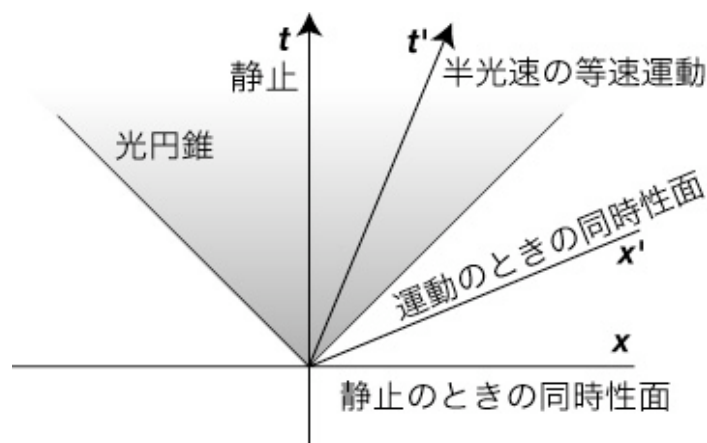 t
静止
t'
半光速の等速運動
光円錐
運動のときの同時性面
x'
x
静止のときの同時性面